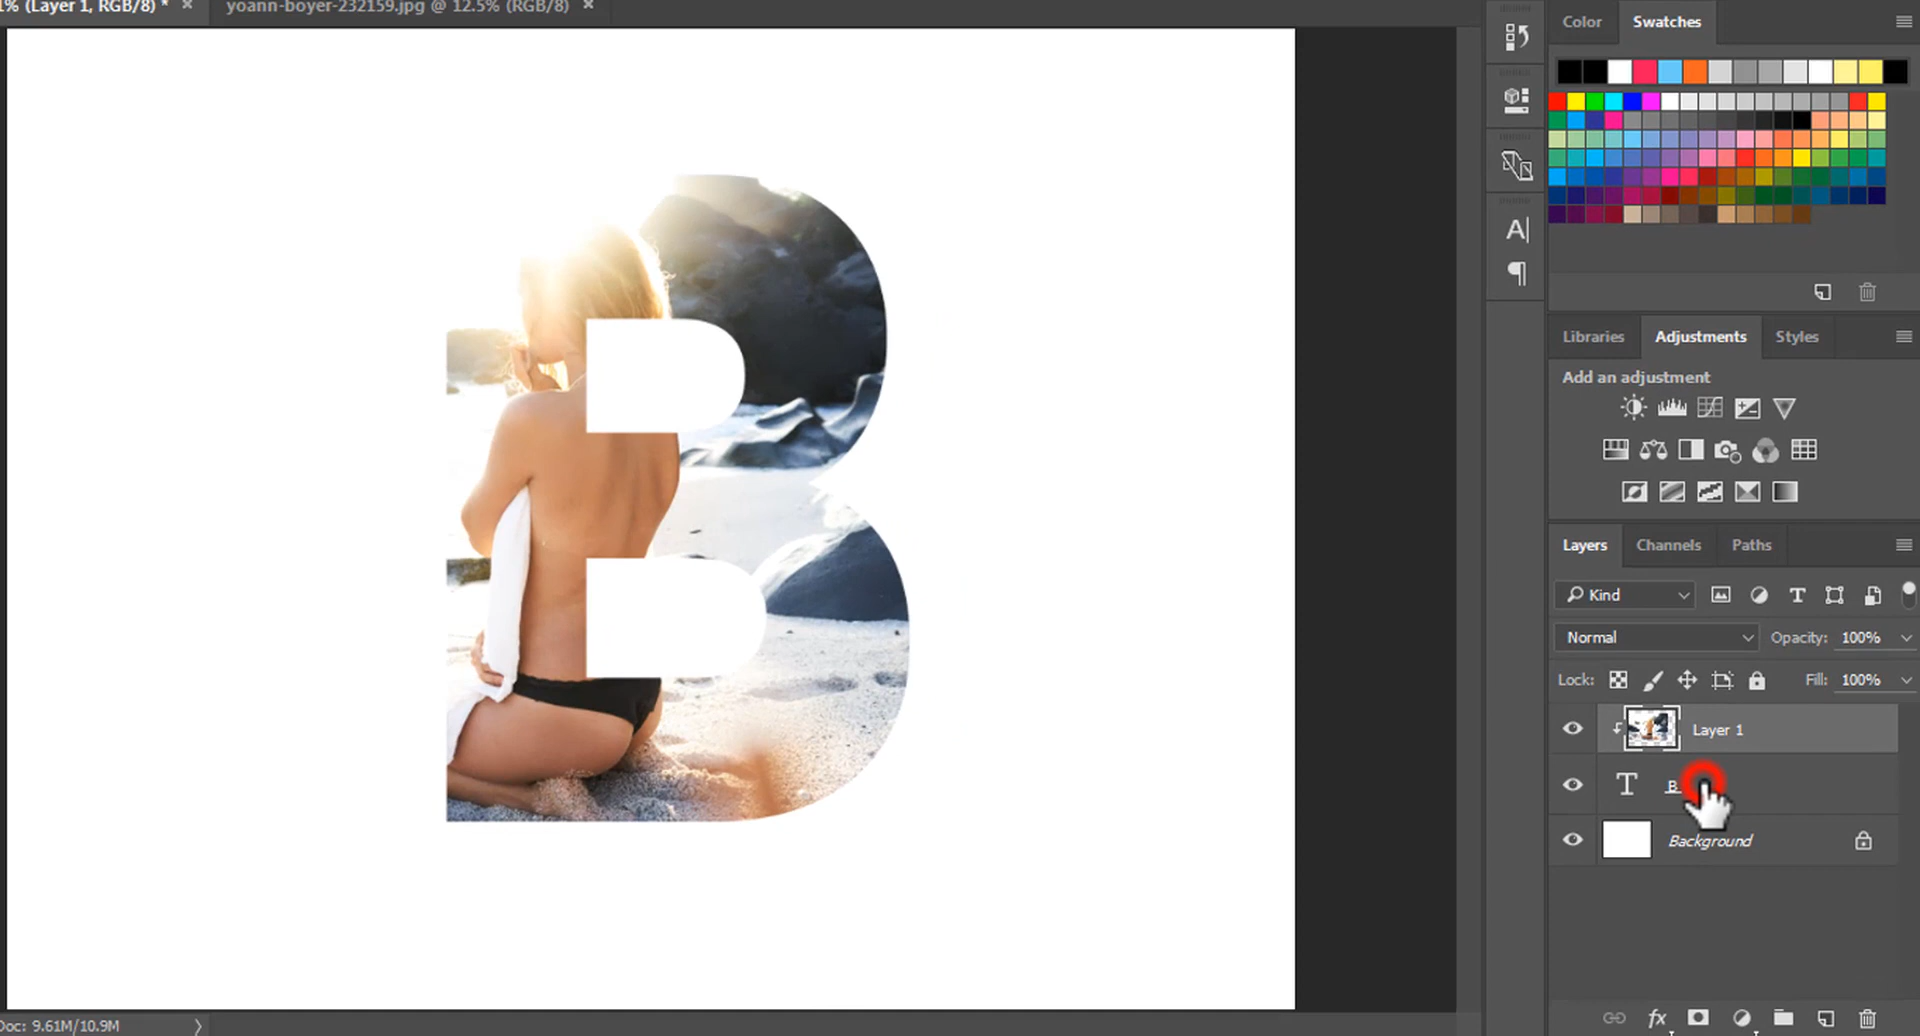 1% (Layer 1, RGB/8) *
yoann-boyer-232159.jpg @ 12.5% (RGB/8)
Color
Swatches
A
¶
Libraries
Adjustments
Styles
Add an adjustment
B
Layers
Channels
Paths
Kind
T
Normal
Opacity: 100%
Lock:
Fill: 100%
Layer 1
T
B
Background
fx
Doc: 9.61M/10.9M